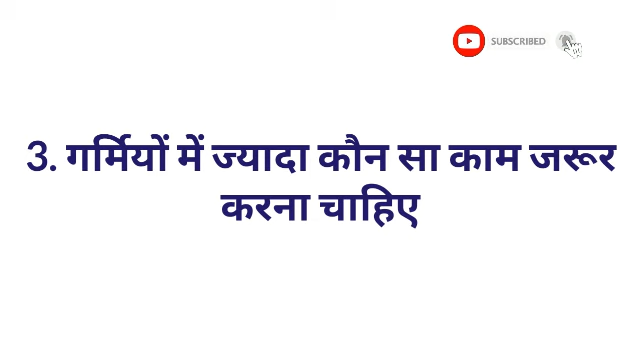 SUBSCRIBED
3. गर्मियों में ज्यादा कौन सा काम जरूर
करना चाहिए